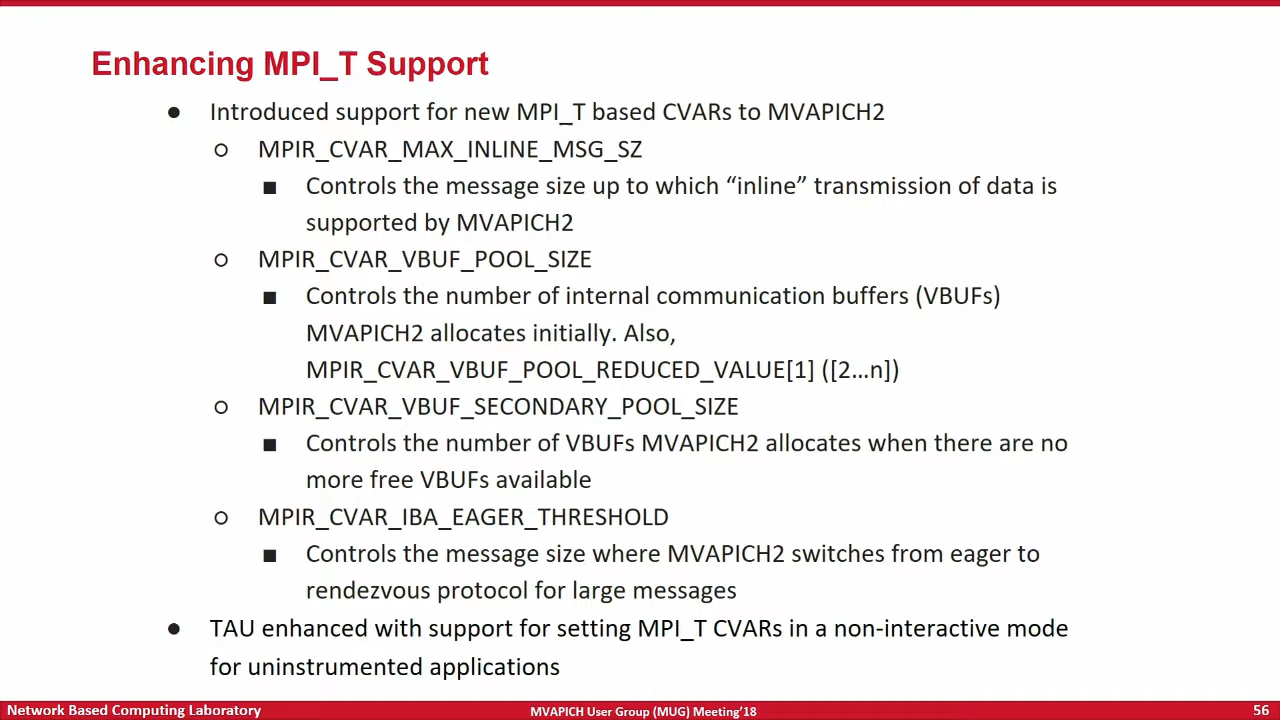 Enhancing MPI_T Support
● Introduced support for new MPI_T based CVARs to MVAPICH2
○ MPIR_CVAR_MAX_INLINE_MSG_SZ
■ Controls the message size up to which “inline” transmission of data is
supported by MVAPICH2
○ MPIR_CVAR_VBUF_POOL_SIZE
■ Controls the number of internal communication buffers (VBUFs)
MVAPICH2 allocates initially. Also,
MPIR_CVAR_VBUF_POOL_REDUCED_VALUE[1] ([2…n])
○ MPIR_CVAR_VBUF_SECONDARY_POOL_SIZE
■ Controls the number of VBUFs MVAPICH2 allocates when there are no
more free VBUFs available
○ MPIR_CVAR_IBA_EAGER_THRESHOLD
■ Controls the message size where MVAPICH2 switches from eager to
rendezvous protocol for large messages
● TAU enhanced with support for setting MPI_T CVARs in a non-interactive mode
for uninstrumented applications
Network Based Computing Laboratory
MVAPICH User Group (MUG) Meeting’18
56